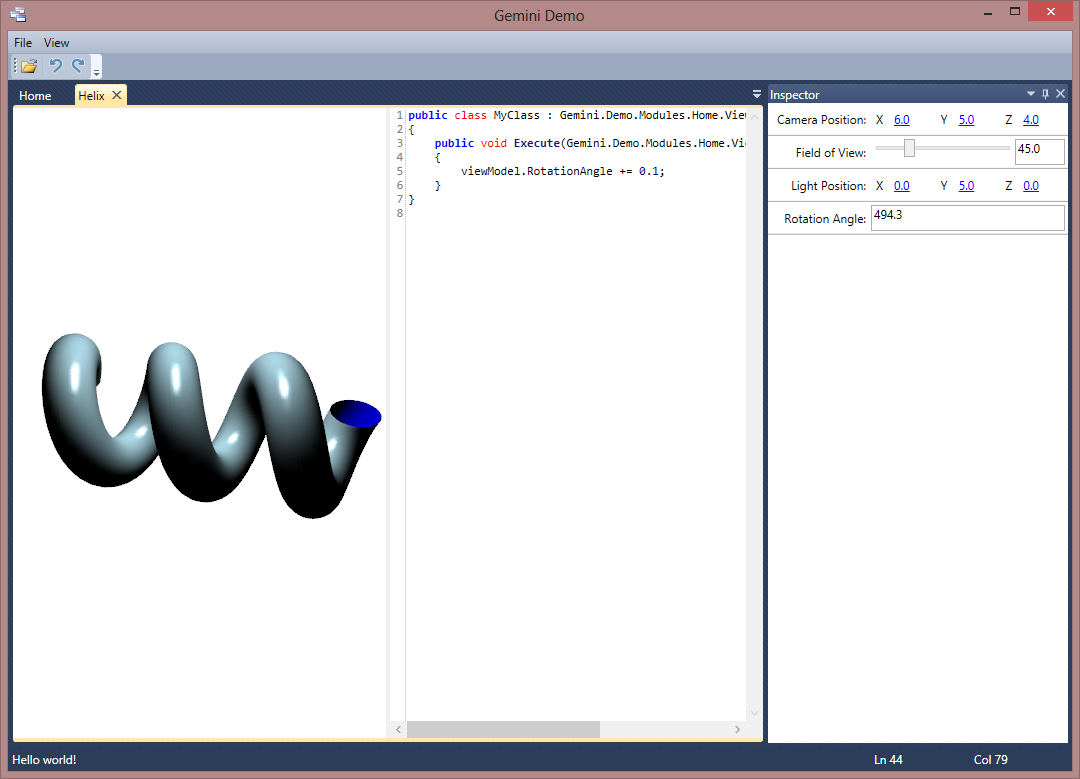 Gemini Demo
File View
Home Helix
1 public class MyClass : Gemini.Demo.Modules.Home.View
2 {
3 public void Execute(Gemini.Demo.Modules.Home.Vi
4 {
5 viewModel.RotationAngle += 0.1;
6 }
7 }
8
Inspector
Camera Position: X 6.0 Y 5.0 Z 4.0
Field of View: 45.0
Light Position: X 0.0 Y 5.0 Z 0.0
Rotation Angle: 494.3
Hello world! Ln 44 Col 79